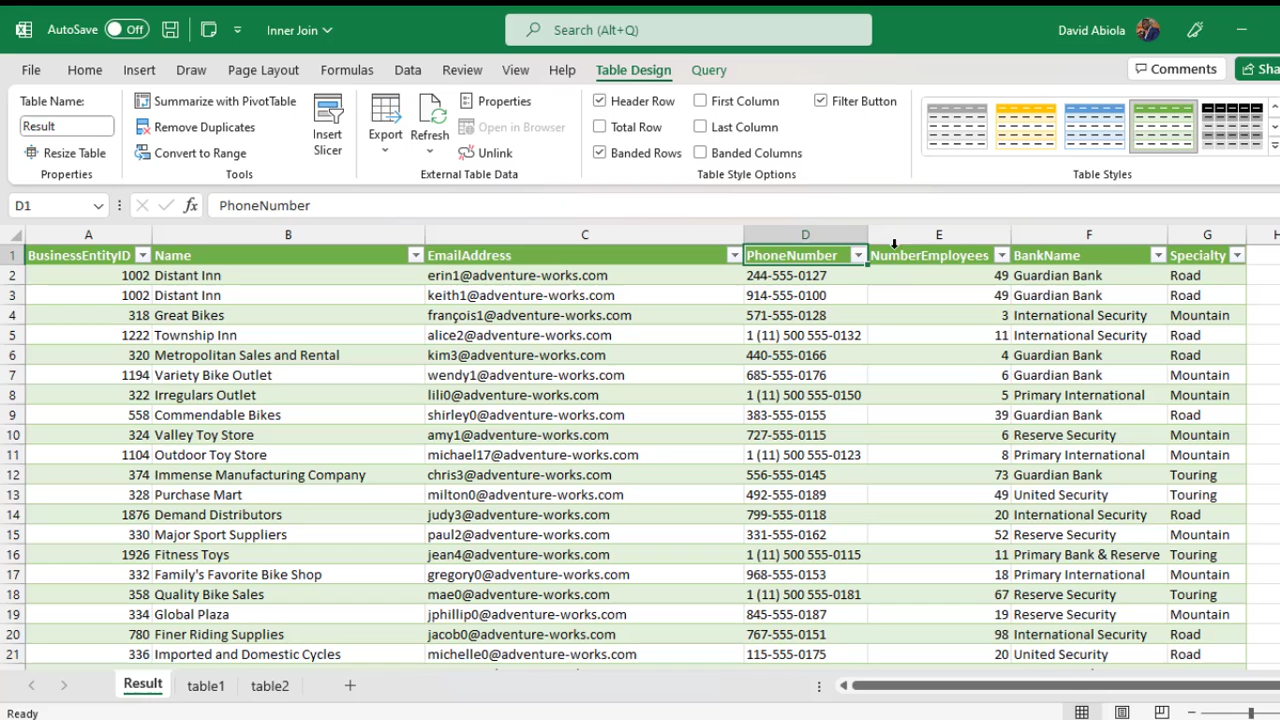 AutoSave Off Inner Join Search (Alt+Q) David Abiola
File Home Insert Draw Page Layout Formulas Data Review View Help Table Design Query Comments Sha
Table Name:
Result
Resize Table
Properties
Summarize with PivotTable
Remove Duplicates
Convert to Range
Insert
Slicer
Tools
Export Refresh
Properties
Open in Browser
Unlink
External Table Data
Header Row First Column Filter Button
Total Row Last Column
Banded Rows Banded Columns
Table Style Options
Table Styles
D1 fx PhoneNumber
A B C D E F G H
1 BusinessEntityID Name EmailAddress PhoneNumber NumberEmployees BankName Specialty
2 1002 Distant Inn erin1@adventure-works.com 244-555-0127 49 Guardian Bank Road
3 1002 Distant Inn keith1@adventure-works.com 914-555-0100 49 Guardian Bank Road
4 318 Great Bikes françois1@adventure-works.com 571-555-0128 3 International Security Mountain
5 1222 Township Inn alice2@adventure-works.com 1 (11) 500 555-0132 11 International Security Road
6 320 Metropolitan Sales and Rental kim3@adventure-works.com 440-555-0166 4 Guardian Bank Road
7 1194 Variety Bike Outlet wendy1@adventure-works.com 685-555-0176 6 Guardian Bank Mountain
8 322 Irregulars Outlet lili0@adventure-works.com 1 (11) 500 555-0150 5 Primary International Mountain
9 558 Commendable Bikes shirley0@adventure-works.com 383-555-0155 39 Guardian Bank Road
10 324 Valley Toy Store amy1@adventure-works.com 727-555-0115 6 Reserve Security Mountain
11 1104 Outdoor Toy Store michael17@adventure-works.com 1 (11) 500 555-0123 8 Primary International Mountain
12 374 Immense Manufacturing Company chris3@adventure-works.com 556-555-0145 73 Guardian Bank Touring
13 328 Purchase Mart milton0@adventure-works.com 492-555-0189 49 United Security Touring
14 1876 Demand Distributors judy3@adventure-works.com 799-555-0118 20 International Security Road
15 330 Major Sport Suppliers paul2@adventure-works.com 331-555-0162 52 Reserve Security Mountain
16 1926 Fitness Toys jean4@adventure-works.com 1 (11) 500 555-0115 11 Primary Bank & Reserve Touring
17 332 Family's Favorite Bike Shop gregory0@adventure-works.com 968-555-0153 18 Primary International Mountain
18 358 Quality Bike Sales mae0@adventure-works.com 1 (11) 500 555-0181 67 Reserve Security Touring
19 334 Global Plaza jphillip0@adventure-works.com 845-555-0187 19 Reserve Security Mountain
20 780 Finer Riding Supplies jacob0@adventure-works.com 767-555-0151 98 International Security Road
21 336 Imported and Domestic Cycles michelle0@adventure-works.com 115-555-0175 20 United Security Road
Result table1 table2
Ready